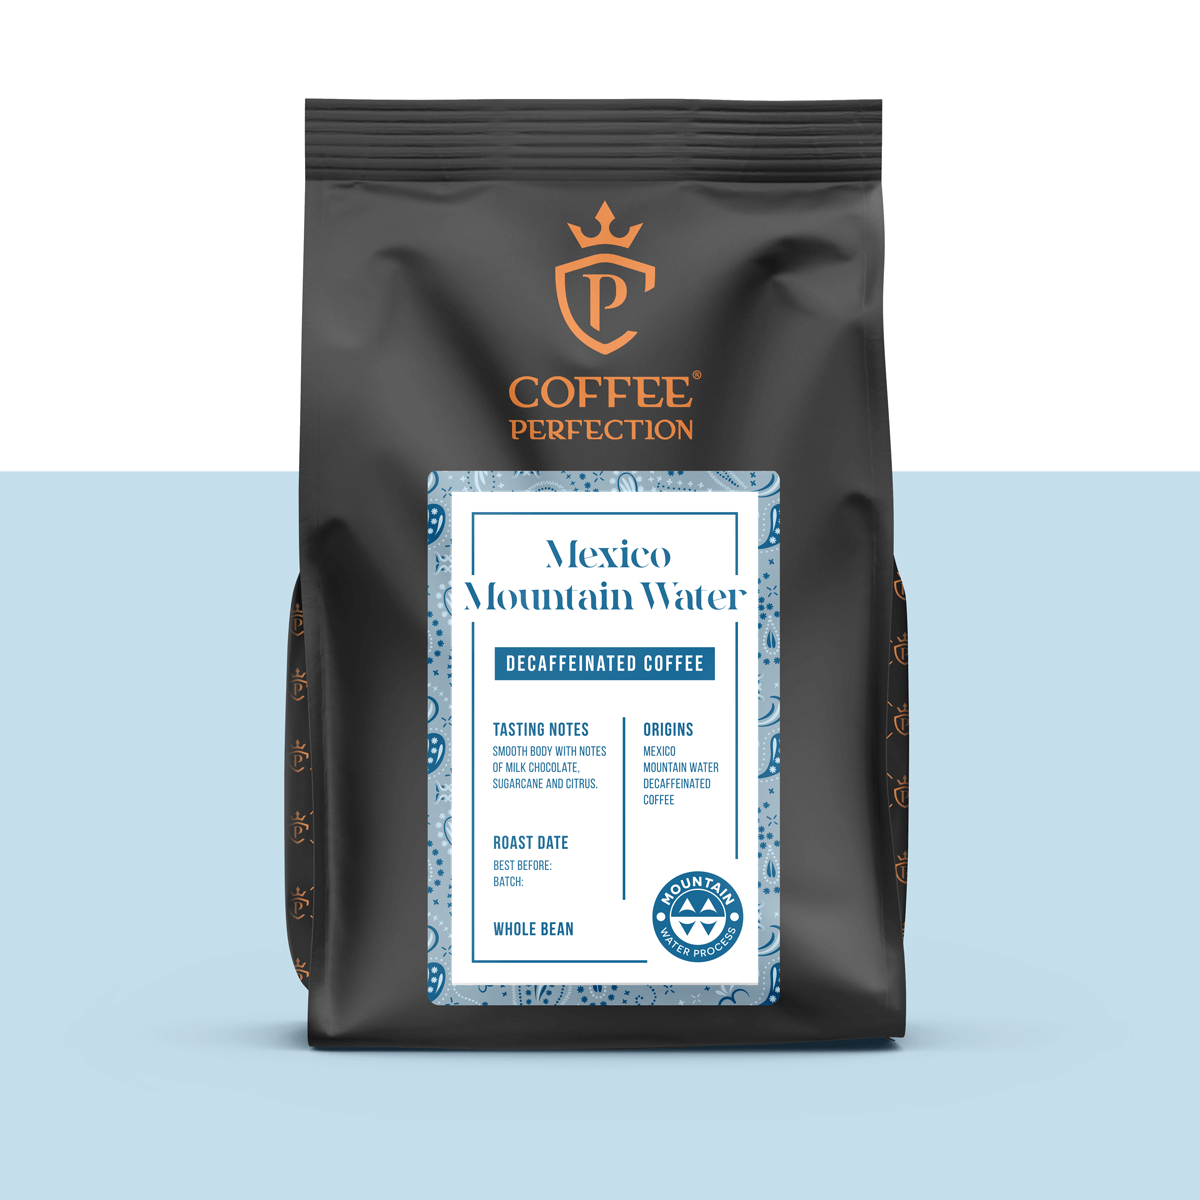 P
COFFEE®
PERFECTION
Mexico
Mountain Water
DECAFFEINATED COFFEE
TASTING NOTES
SMOOTH BODY WITH NOTES
OF MILK CHOCOLATE,
SUGARCANE AND CITRUS.
ORIGINS
MEXICO
MOUNTAIN WATER
DECAFFEINATED
COFFEE
ROAST DATE
BEST BEFORE:
BATCH:
WHOLE BEAN
MOUNTAIN
WATER PROCESS